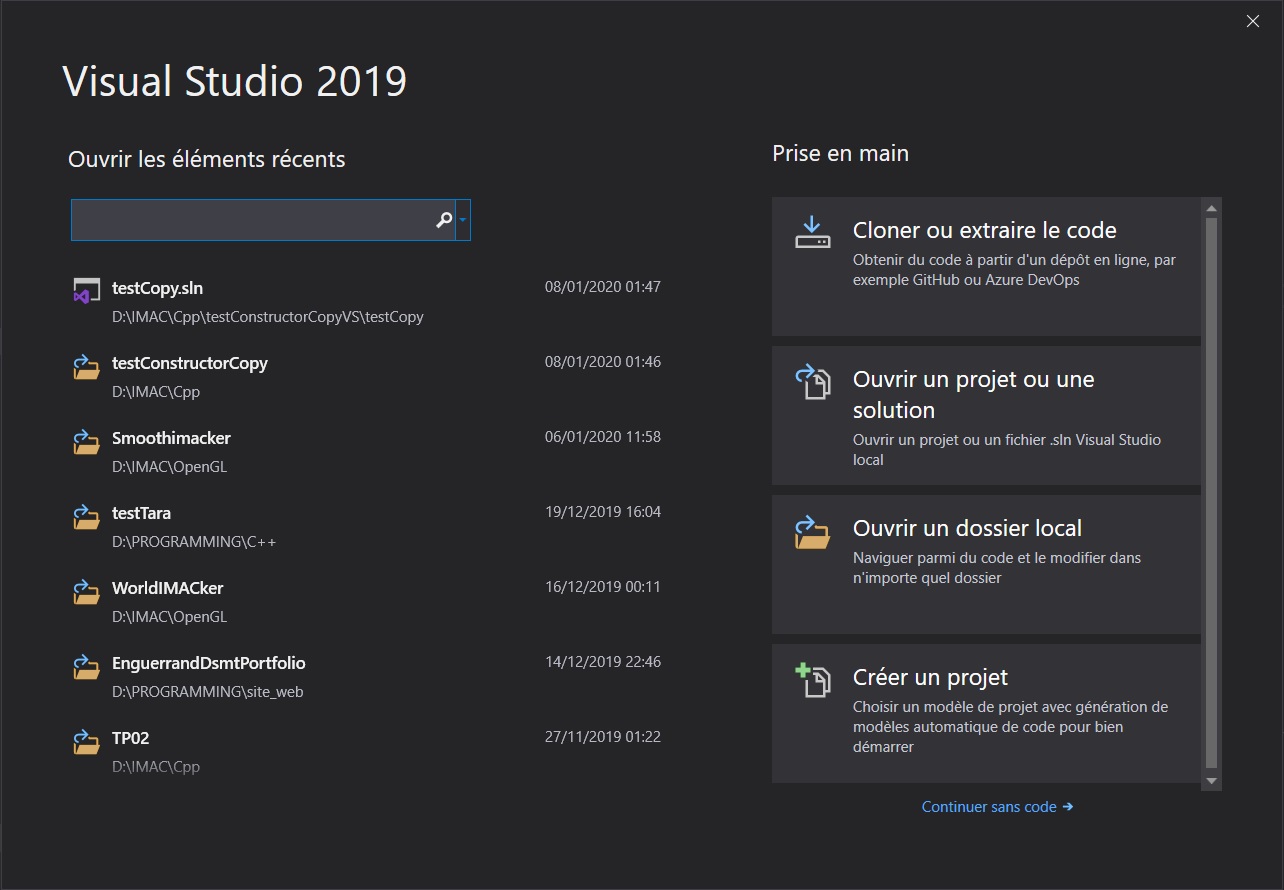 Visual Studio 2019
Ouvrir les éléments récents
testCopy.sln 08/01/2020 01:47
D:\IMAC\Cpp\testConstructorCopyVS\testCopy
testConstructorCopy 08/01/2020 01:46
D:\IMAC\Cpp
Smoothimacker 06/01/2020 11:58
D:\IMAC\OpenGL
testTara 19/12/2019 16:04
D:\PROGRAMMING\C++
WorldIMACker 16/12/2019 00:11
D:\IMAC\OpenGL
EnguerrandDsmtPortfolio 14/12/2019 22:46
D:\PROGRAMMING\site_web
TP02 27/11/2019 01:22
D:\IMAC\Cpp
Prise en main
Cloner ou extraire le code
Obtenir du code à partir d'un dépôt en ligne, par
exemple GitHub ou Azure DevOps
Ouvrir un projet ou une
solution
Ouvrir un projet ou un fichier .sln Visual Studio
local
Ouvrir un dossier local
Naviguer parmi du code et le modifier dans
n'importe quel dossier
Créer un projet
Choisir un modèle de projet avec génération de
modèles automatique de code pour bien
démarrer
Continuer sans code →